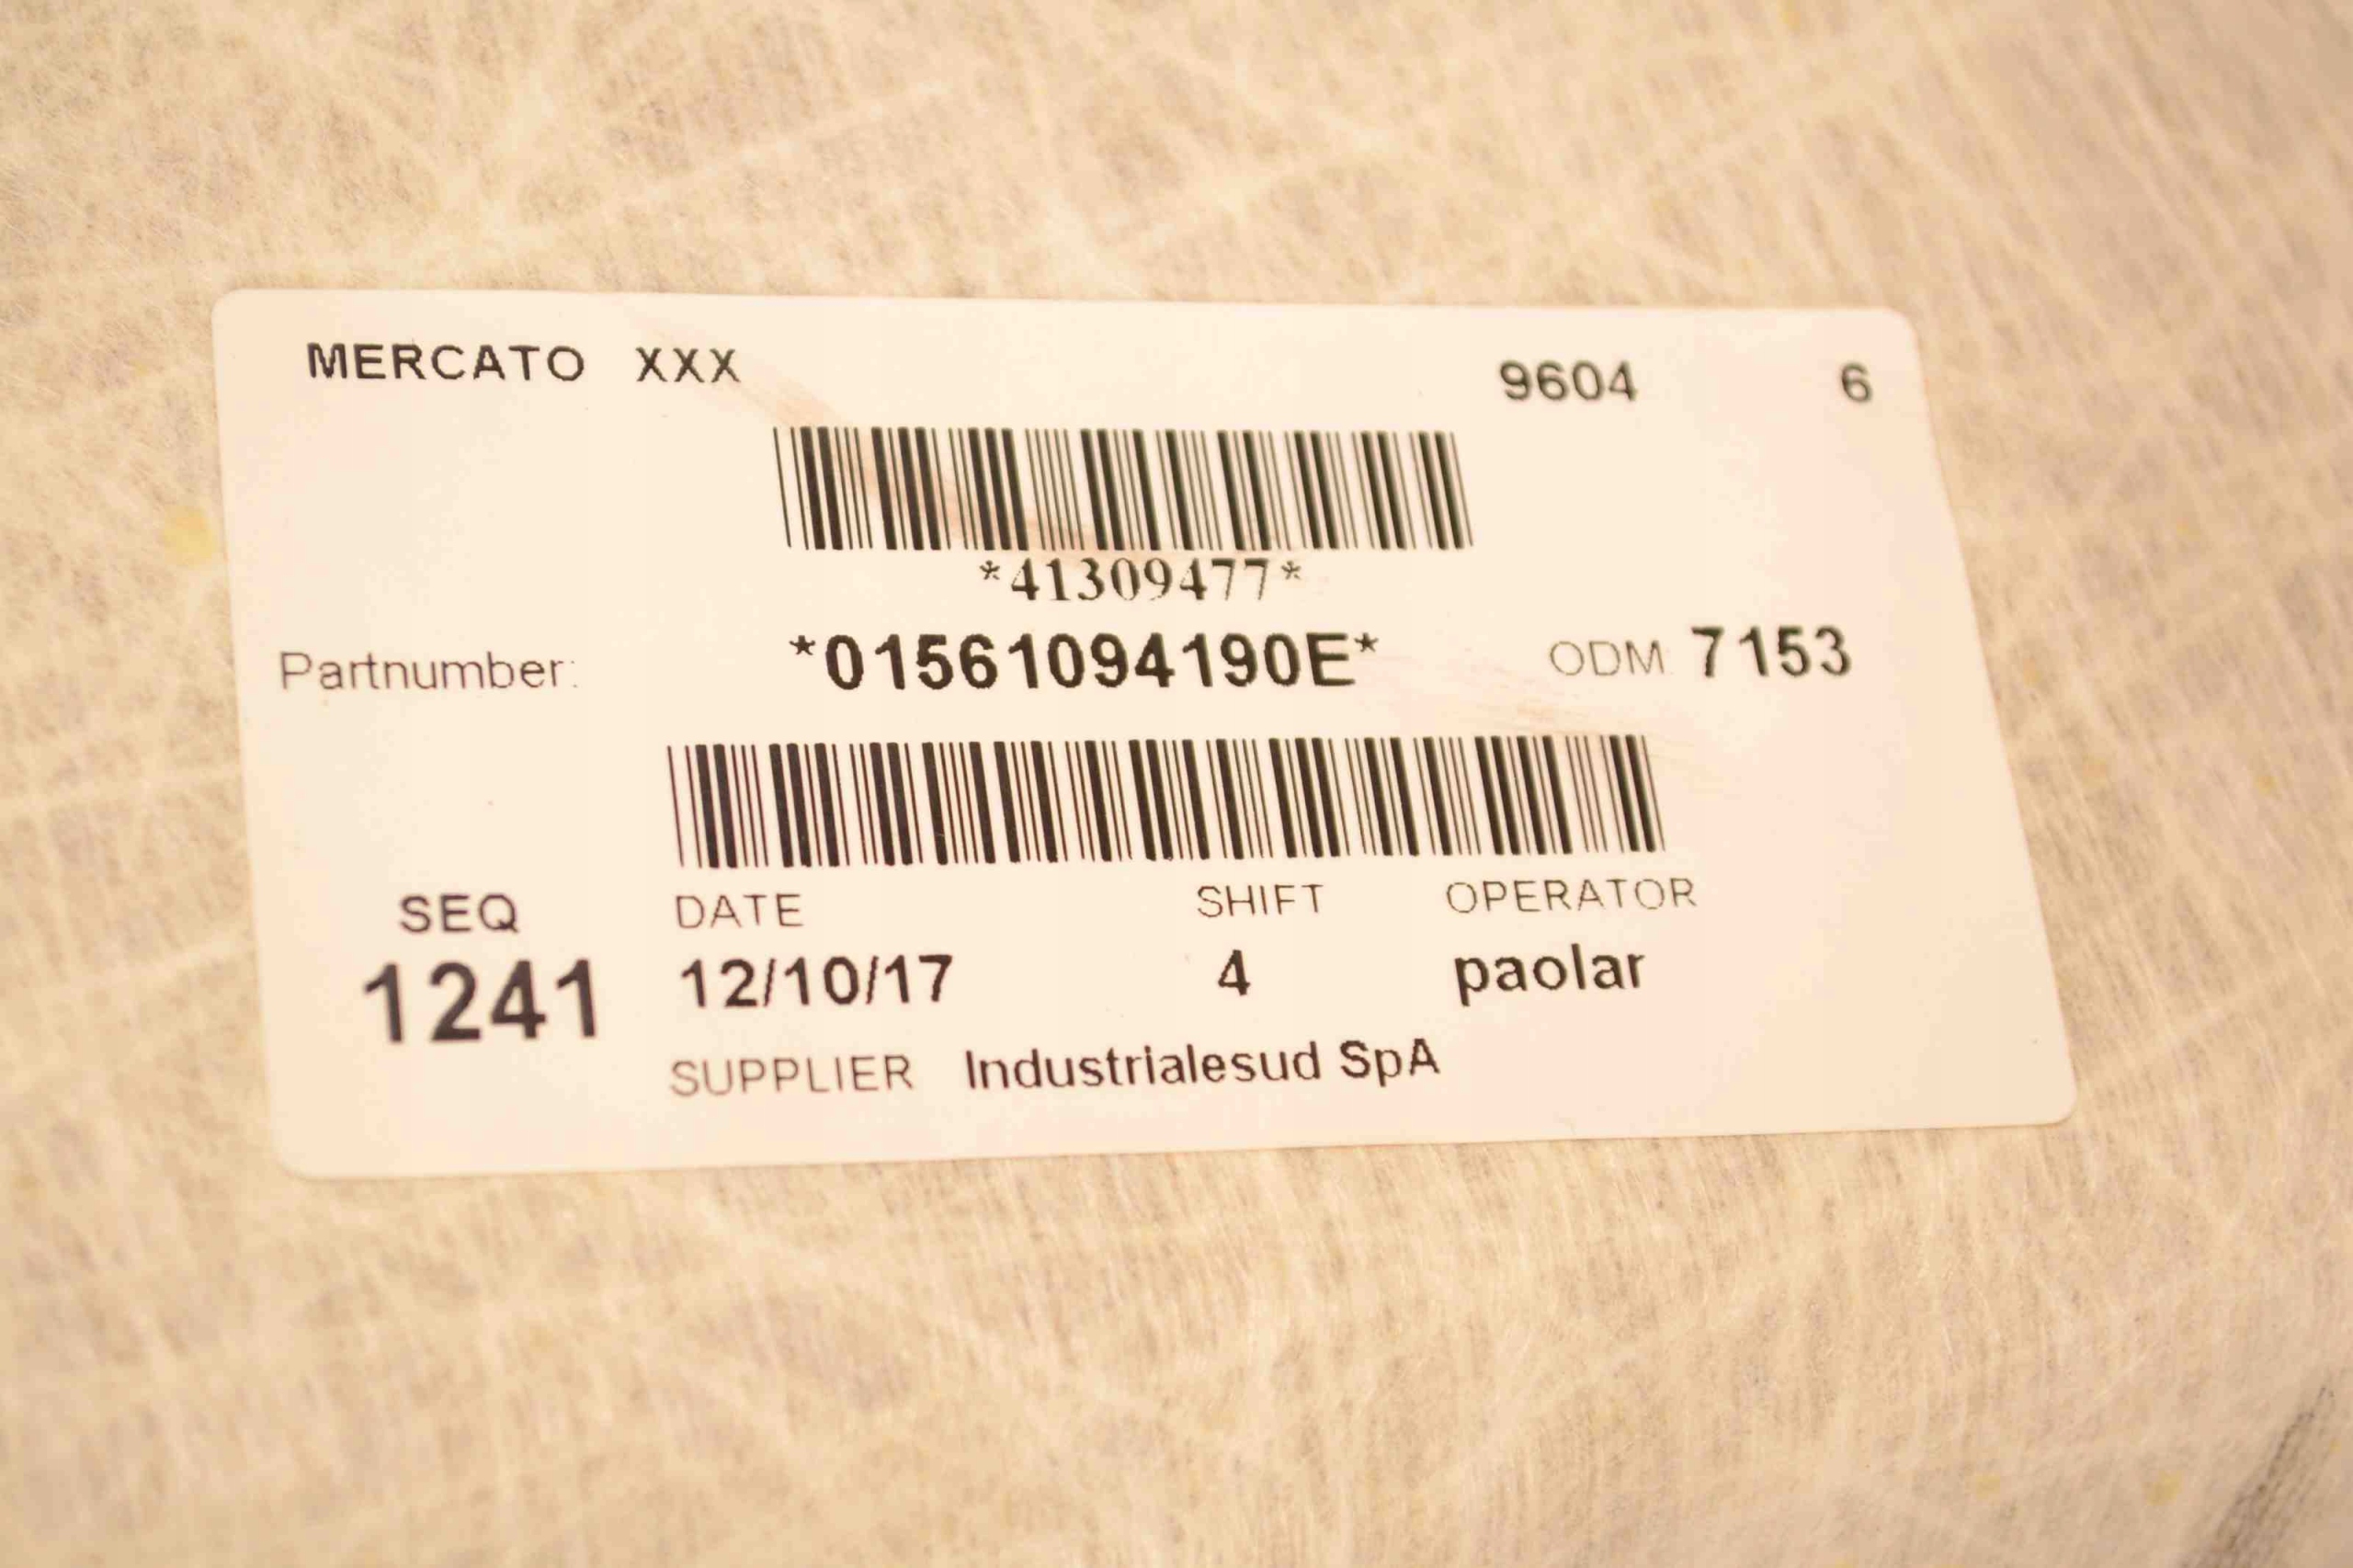 MERCATO XXX 9604 6
*41309477*
Partnumber: *01561094190E* ODM 7153
SEQ DATE SHIFT OPERATOR
1241 12/10/17 4 paolar
SUPPLIER Industrialesud SpA